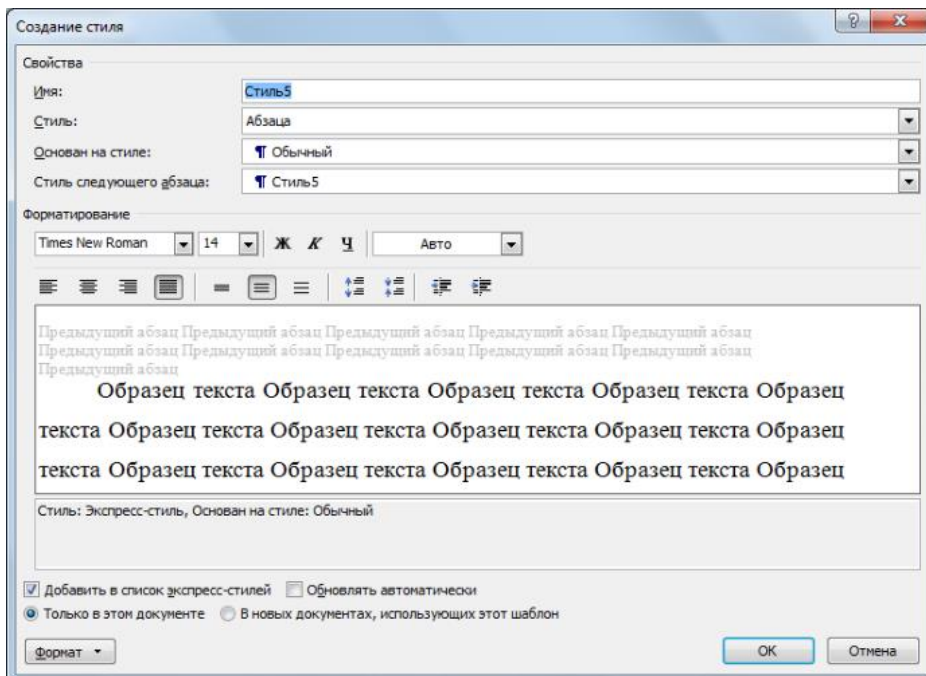 Создание стиля
Свойства
Имя: Стиль5
Стиль: Абзаца
Основан на стиле: ¶ Обычный
Стиль следующего абзаца: ¶ Стиль5
Форматирование
Times New Roman 14 Ж К Ч Авто
Предыдущий абзац Предыдущий абзац Предыдущий абзац Предыдущий абзац Предыдущий абзац
Предыдущий абзац Предыдущий абзац Предыдущий абзац Предыдущий абзац Предыдущий абзац
Предыдущий абзац
Образец текста Образец текста Образец текста Образец текста Образец
текста Образец текста Образец текста Образец текста Образец текста Образец
текста Образец текста Образец текста Образец текста Образец текста Образец
Стиль: Экспресс-стиль, Основан на стиле: Обычный
Добавить в список экспресс-стилей Обновлять автоматически
Только в этом документе В новых документах, использующих этот шаблон
Формат OK Отмена